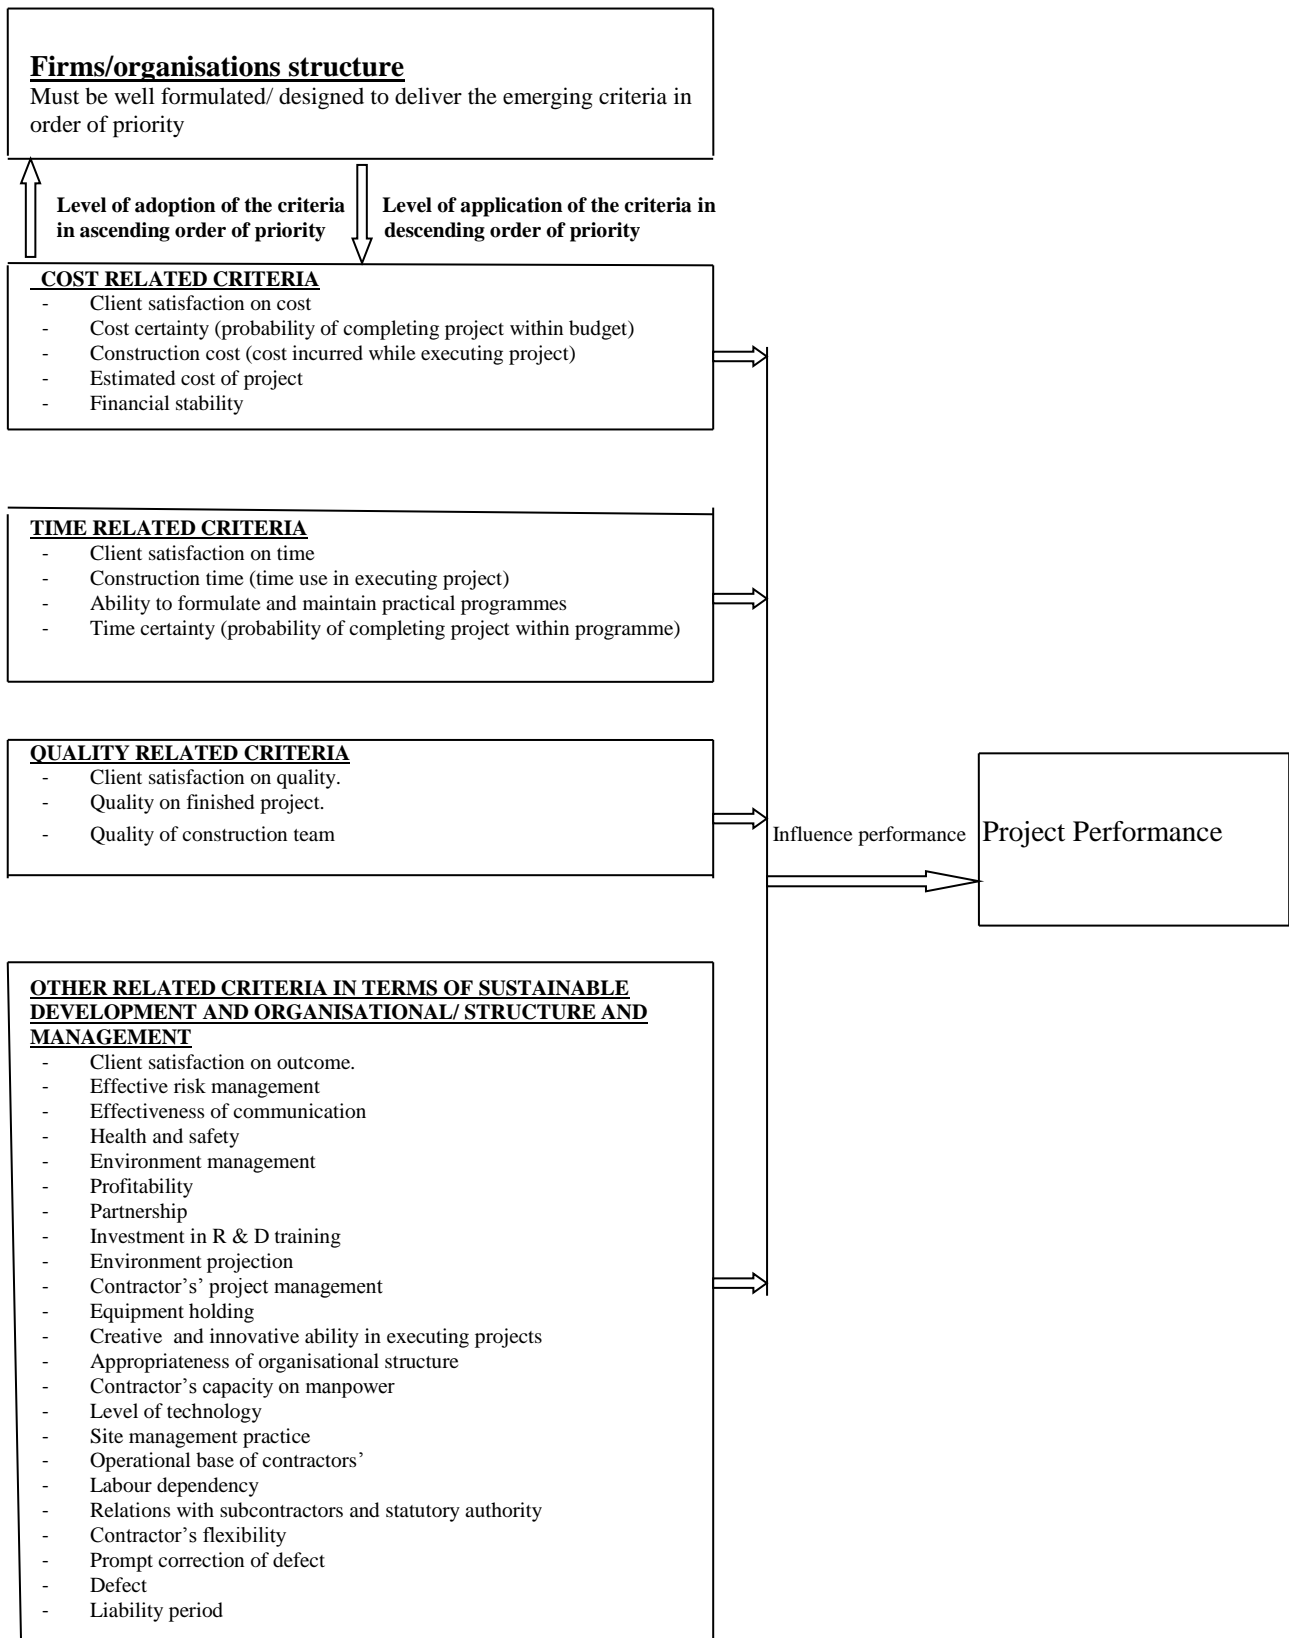 Firms/organisations structure
Must be well formulated/ designed to deliver the emerging criteria in
order of priority
Level of adoption of the criteria
in ascending order of priority
Level of application of the criteria in
descending order of priority
COST RELATED CRITERIA
- Client satisfaction on cost
- Cost certainty (probability of completing project within budget)
- Construction cost (cost incurred while executing project)
- Estimated cost of project
- Financial stability
TIME RELATED CRITERIA
- Client satisfaction on time
- Construction time (time use in executing project)
- Ability to formulate and maintain practical programmes
- Time certainty (probability of completing project within programme)
QUALITY RELATED CRITERIA
- Client satisfaction on quality.
- Quality on finished project.
- Quality of construction team
Influence performance
Project Performance
OTHER RELATED CRITERIA IN TERMS OF SUSTAINABLE
DEVELOPMENT AND ORGANISATIONAL/ STRUCTURE AND
MANAGEMENT
- Client satisfaction on outcome.
- Effective risk management
- Effectiveness of communication
- Health and safety
- Environment management
- Profitability
- Partnership
- Investment in R & D training
- Environment projection
- Contractor’s’ project management
- Equipment holding
- Creative and innovative ability in executing projects
- Appropriateness of organisational structure
- Contractor’s capacity on manpower
- Level of technology
- Site management practice
- Operational base of contractors’
- Labour dependency
- Relations with subcontractors and statutory authority
- Contractor’s flexibility
- Prompt correction of defect
- Defect
- Liability period